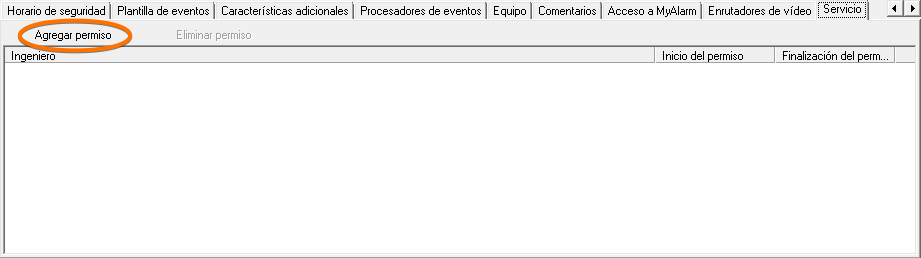 Horario de seguridad Plantilla de eventos Características adicionales Procesadores de eventos Equipo Comentarios Acceso a MyAlarm Enrutadores de vídeo Servicio
Agregar permiso Eliminar permiso
Ingeniero Inicio del permiso Finalización del perm...